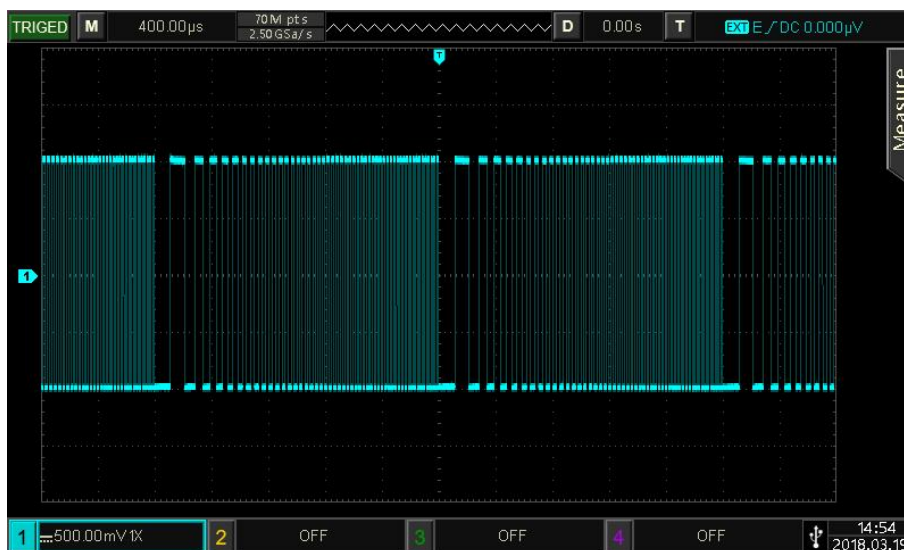 TRIGED M 400.00μs 70M pts D 0.00s T EXT E DC 0.000μV
2.50GSa/s
T
Measure
1
1 500.00mV 1X 2 OFF 3 OFF 4 OFF 14:54
2018.03.19